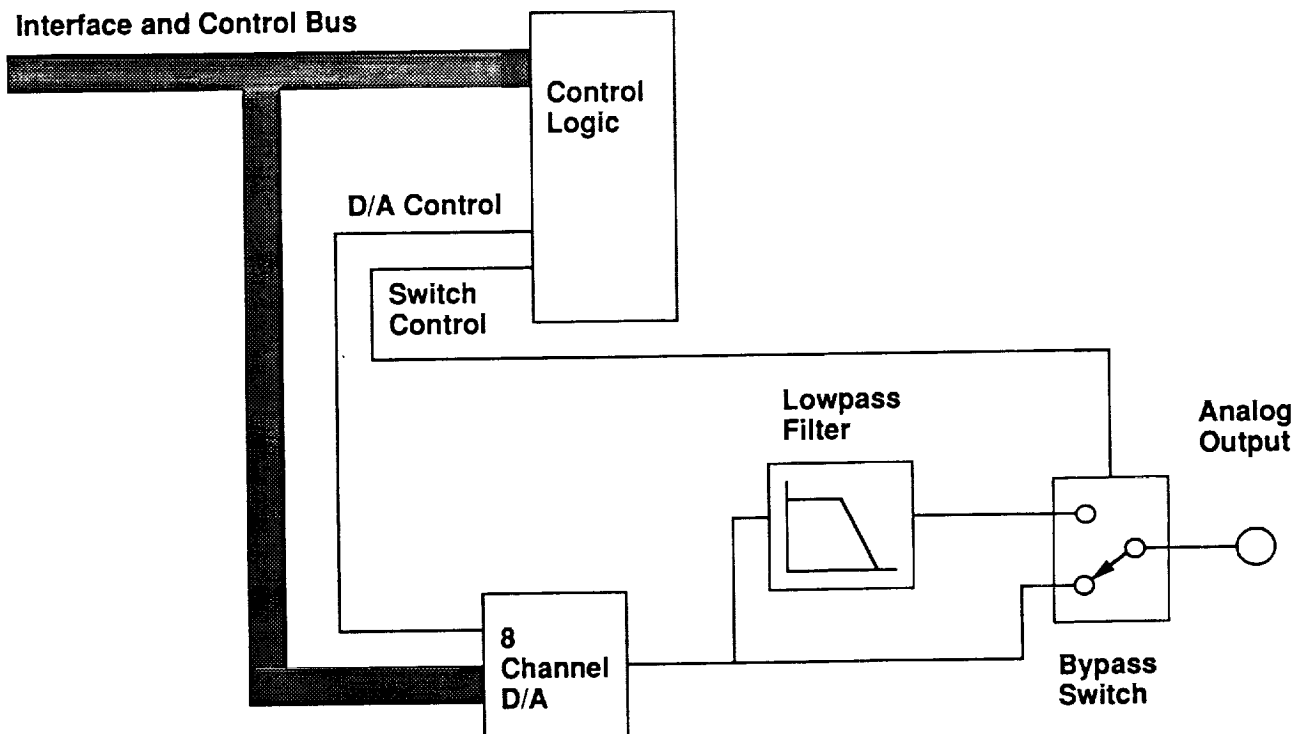 Interface and Control Bus
Control
Logic
D/A Control
Switch
Control
Lowpass
Filter
Analog
Output
8
Channel
D/A
Bypass
Switch